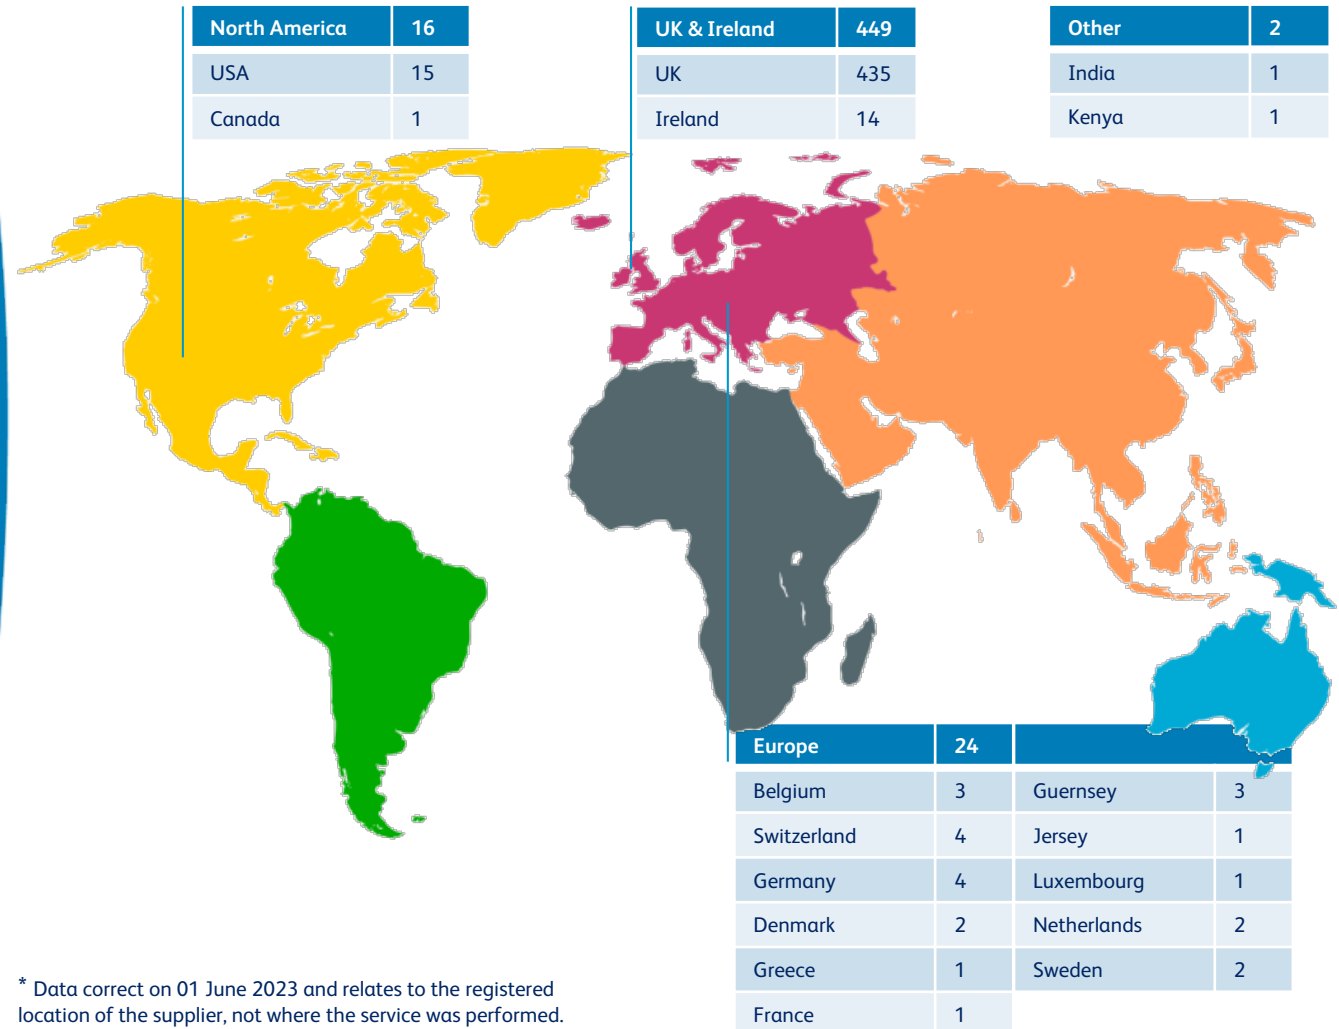 North America 16
USA 15
Canada 1
UK & Ireland 449
UK 435
Ireland 14
Other 2
India 1
Kenya 1
Europe 24
Belgium 3 Guernsey 3
Switzerland 4 Jersey 1
Germany 4 Luxembourg 1
Denmark 2 Netherlands 2
Greece 1 Sweden 2
France 1
* Data correct on 01 June 2023 and relates to the registered
location of the supplier, not where the service was performed.